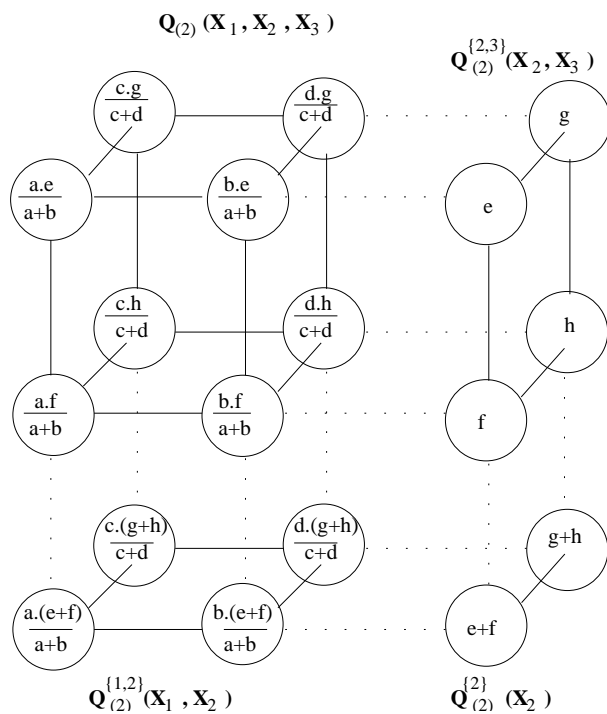 Q(2) (X1, X2, X3)
Q(2){2,3}(X2, X3)
c.g/c+d d.g/c+d g
a.e/a+b b.e/a+b e
c.h/c+d d.h/c+d h
a.f/a+b b.f/a+b f
c.(g+h)/c+d d.(g+h)/c+d g+h
a.(e+f)/a+b b.(e+f)/a+b e+f
Q(2){1,2}(X1, X2) Q(2){2}(X2)